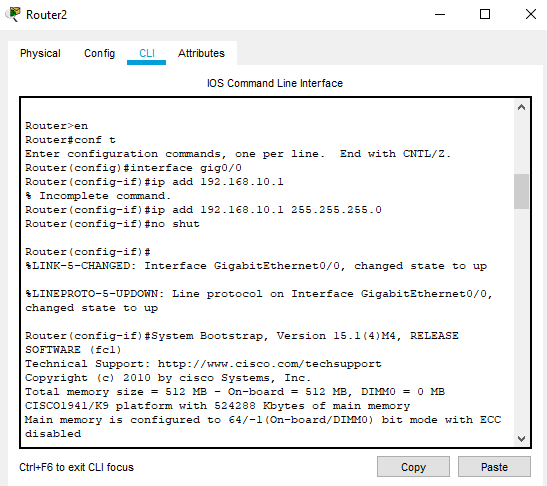 Router2
Physical Config CLI Attributes
IOS Command Line Interface
Router>en
Router#conf t
Enter configuration commands, one per line.  End with CNTL/Z.
Router(config)#interface gig0/0
Router(config-if)#ip add 192.168.10.1
% Incomplete command.
Router(config-if)#ip add 192.168.10.1 255.255.255.0
Router(config-if)#no shut
Router(config-if)#
%LINK-5-CHANGED: Interface GigabitEthernet0/0, changed state to up
%LINEPROTO-5-UPDOWN: Line protocol on Interface GigabitEthernet0/0,
changed state to up
Router(config-if)#System Bootstrap, Version 15.1(4)M4, RELEASE
SOFTWARE (fc1)
Technical Support: http://www.cisco.com/techsupport
Copyright (c) 2010 by cisco Systems, Inc.
Total memory size = 512 MB - On-board = 512 MB, DIMM0 = 0 MB
CISCO1941/K9 platform with 524288 Kbytes of main memory
Main memory is configured to 64/-1(On-board/DIMM0) bit mode with ECC
disabled
Ctrl+F6 to exit CLI focus
Copy Paste